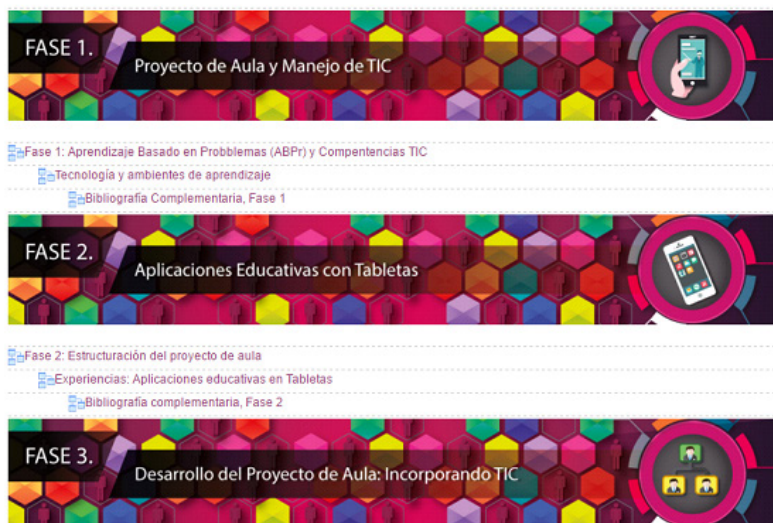 FASE 1.
Proyecto de Aula y Manejo de TIC
Fase 1: Aprendizaje Basado en Probblemas (ABPr) y Compentencias TIC
Tecnología y ambientes de aprendizaje
Bibliografía Complementaria, Fase 1
FASE 2.
Aplicaciones Educativas con Tabletas
Fase 2: Estructuración del proyecto de aula
Experiencias: Aplicaciones educativas en Tabletas
Bibliografía complementaria, Fase 2
FASE 3.
Desarrollo del Proyecto de Aula: Incorporando TIC